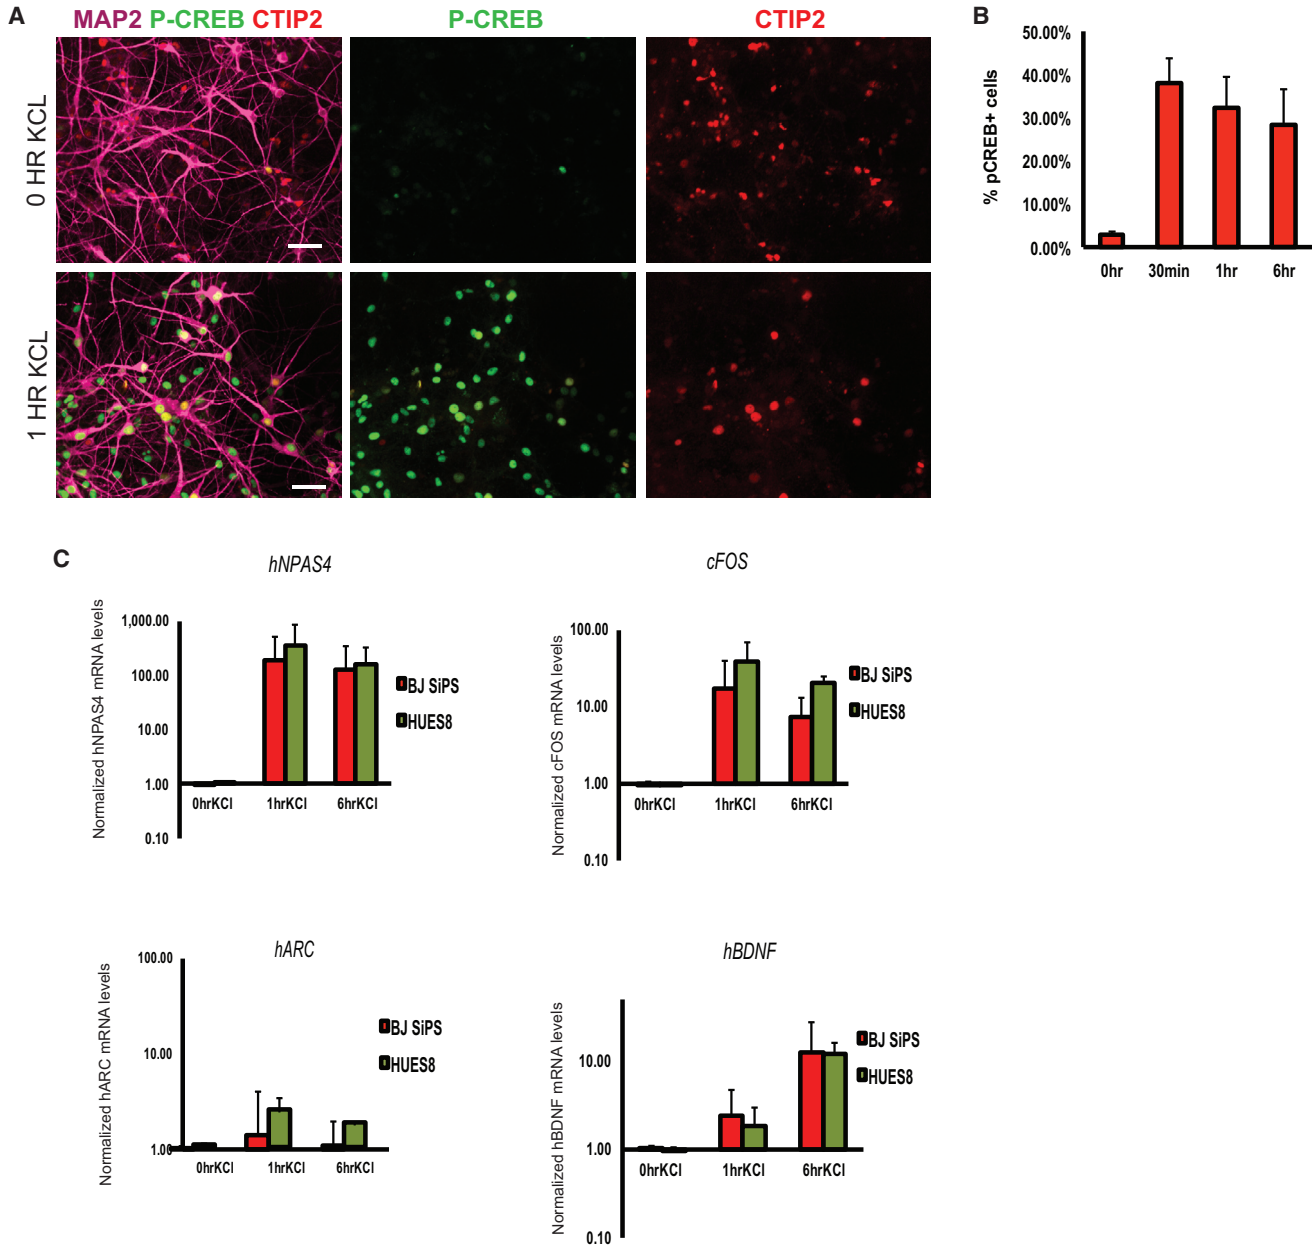 A
MAP2 P-CREB CTIP2
P-CREB
CTIP2
0 HR KCL
1 HR KCL
B
% pCREB+ cells
50.00%
40.00%
30.00%
20.00%
10.00%
0.00%
0hr 30min 1hr 6hr
C
hNPAS4
Normalized hNPAS4 mRNA levels
1,000.00
100.00
10.00
1.00
0.10
0hrKCl 1hrKCl 6hrKCl
BJ SiPS
HUES8
cFOS
Normalized cFOS mRNA levels
100.00
10.00
1.00
0.10
0hrKCl 1hrKCl 6hrKCl
BJ SiPS
HUES8
hARC
Normalized hARC mRNA levels
100.00
10.00
1.00
0hrKCl 1hrKCl 6hrKCl
BJ SiPS
HUES8
hBDNF
Normalized hBDNF mRNA levels
10.00
1.00
0.10
0hrKCl 1hrKCl 6hrKCl
BJ SiPS
HUES8